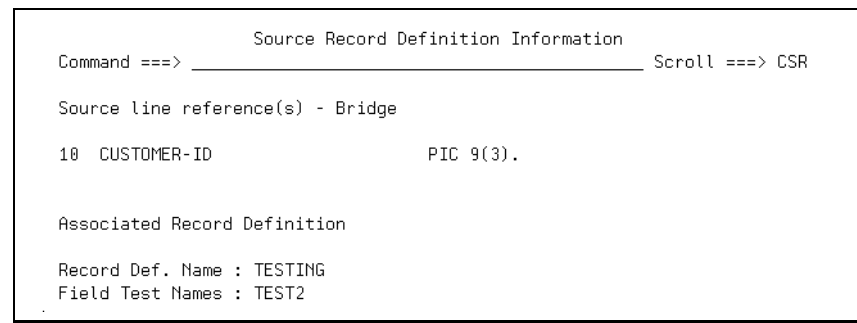 Source Record Definition Information
Command ===> ________________________________________________ Scroll ===> CSR
Source line reference(s) - Bridge
10 CUSTOMER-ID PIC 9(3).
Associated Record Definition
Record Def. Name : TESTING
Field Test Names : TEST2